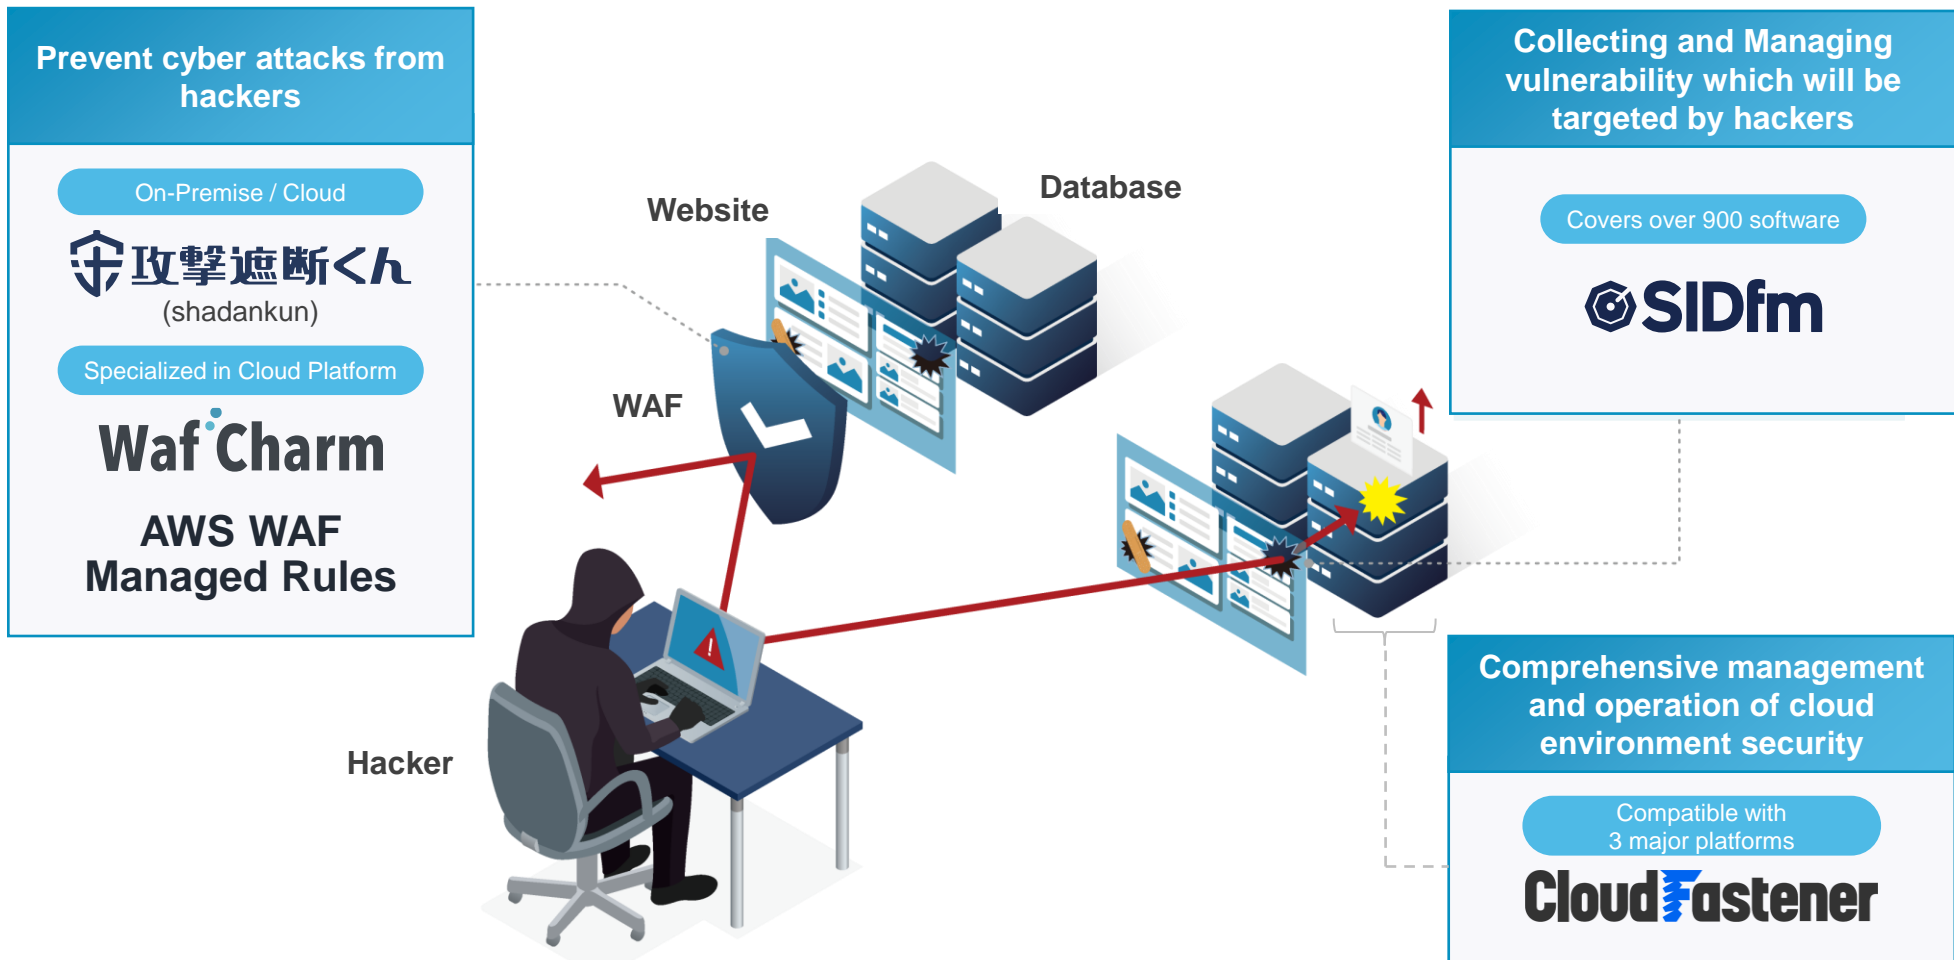 Prevent cyber attacks from
hackers
On-Premise / Cloud
攻撃遮断くん
(shadankun)
Specialized in Cloud Platform
WafCharm
AWS WAF
Managed Rules
Website
Database
WAF
Hacker
Collecting and Managing
vulnerability which will be
targeted by hackers
Covers over 900 software
SIDfm
Comprehensive management
and operation of cloud
environment security
Compatible with
3 major platforms
CloudFastener